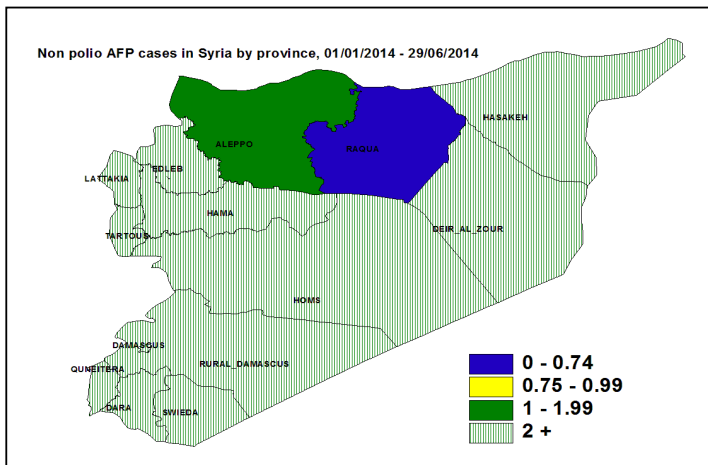 Non polio AFP cases in Syria by province, 01/01/2014 - 29/06/2014
HASAKEH
ALEPPO
RAQUA
EDLEB
LATTAKIA
HAMA
DEIR_AL_ZOUR
TARTOUS
HOMS
DAMASCUS
QUNEITERA
RURAL_DAMASCUS
DARA
SWIEDA
0 - 0.74
0.75 - 0.99
1 - 1.99
2 +